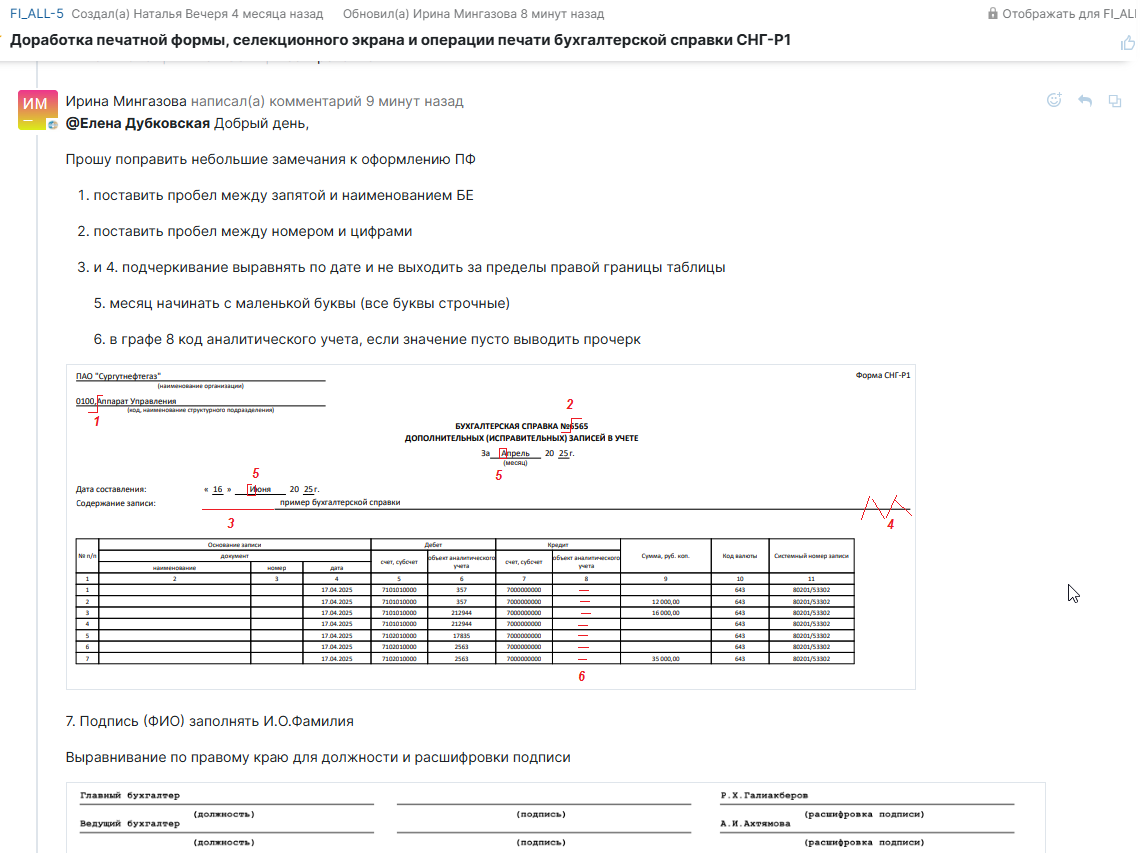 FI_ALL-5 Создал(а) Наталья Вечеря 4 месяца назад Обновил(а) Ирина Мингазова 8 минут назад Отображать для FI_ALL
Доработка печатной формы, селекционного экрана и операции печати бухгалтерской справки СНГ-Р1
ИМ
Ирина Мингазова написал(а) комментарий 9 минут назад
@Елена Дубковская Добрый день,
Прошу поправить небольшие замечания к оформлению ПФ
1. поставить пробел между запятой и наименованием БЕ
2. поставить пробел между номером и цифрами
3. и 4. подчеркивание выравнять по дате и не выходить за пределы правой границы таблицы
5. месяц начинать с маленькой буквы (все буквы строчные)
6. в графе 8 код аналитического учета, если значение пусто выводить прочерк
ПАО "Сургутнефтегаз" Форма СНГ-Р1
(наименование организации)
0100,Аппарат Управления
(код, наименование структурного подразделения)
1
2
БУХГАЛТЕРСКАЯ СПРАВКА №6565
ДОПОЛНИТЕЛЬНЫХ (ИСПРАВИТЕЛЬНЫХ) ЗАПИСЕЙ В УЧЕТЕ
За Апрель 20 25 г.
(месяц)
5
5
Дата составления: « 16 » Июня 20 25 г.
Содержание записи: пример бухгалтерской справки
3
4
№ п/п Основание записи Дебет Кредит Сумма, руб. коп. Код валюты Системный номер записи
документ счет, субсчет объект аналитического учета счет, субсчет объект аналитического учета
наименование номер дата
1 2 3 4 5 6 7 8 9 10 11
1 17.04.2025 7101010000 357 7000000000 — 643 80201/53302
2 17.04.2025 7101010000 357 7000000000 — 12 000,00 643 80201/53302
3 17.04.2025 7101010000 212944 7000000000 — 16 000,00 643 80201/53302
4 17.04.2025 7101010000 212944 7000000000 — 643 80201/53302
5 17.04.2025 7102010000 17835 7000000000 — 643 80201/53302
6 17.04.2025 7102010000 2563 7000000000 — 643 80201/53302
7 17.04.2025 7102010000 2563 7000000000 — 35 000,00 643 80201/53302
6
7. Подпись (ФИО) заполнять И.О.Фамилия
Выравнивание по правому краю для должности и расшифровки подписи
Главный бухгалтер Р.Х.Галиакберов
(должность) (подпись) (расшифровка подписи)
Ведущий бухгалтер А.И.Ахтямова
(должность) (подпись) (расшифровка подписи)